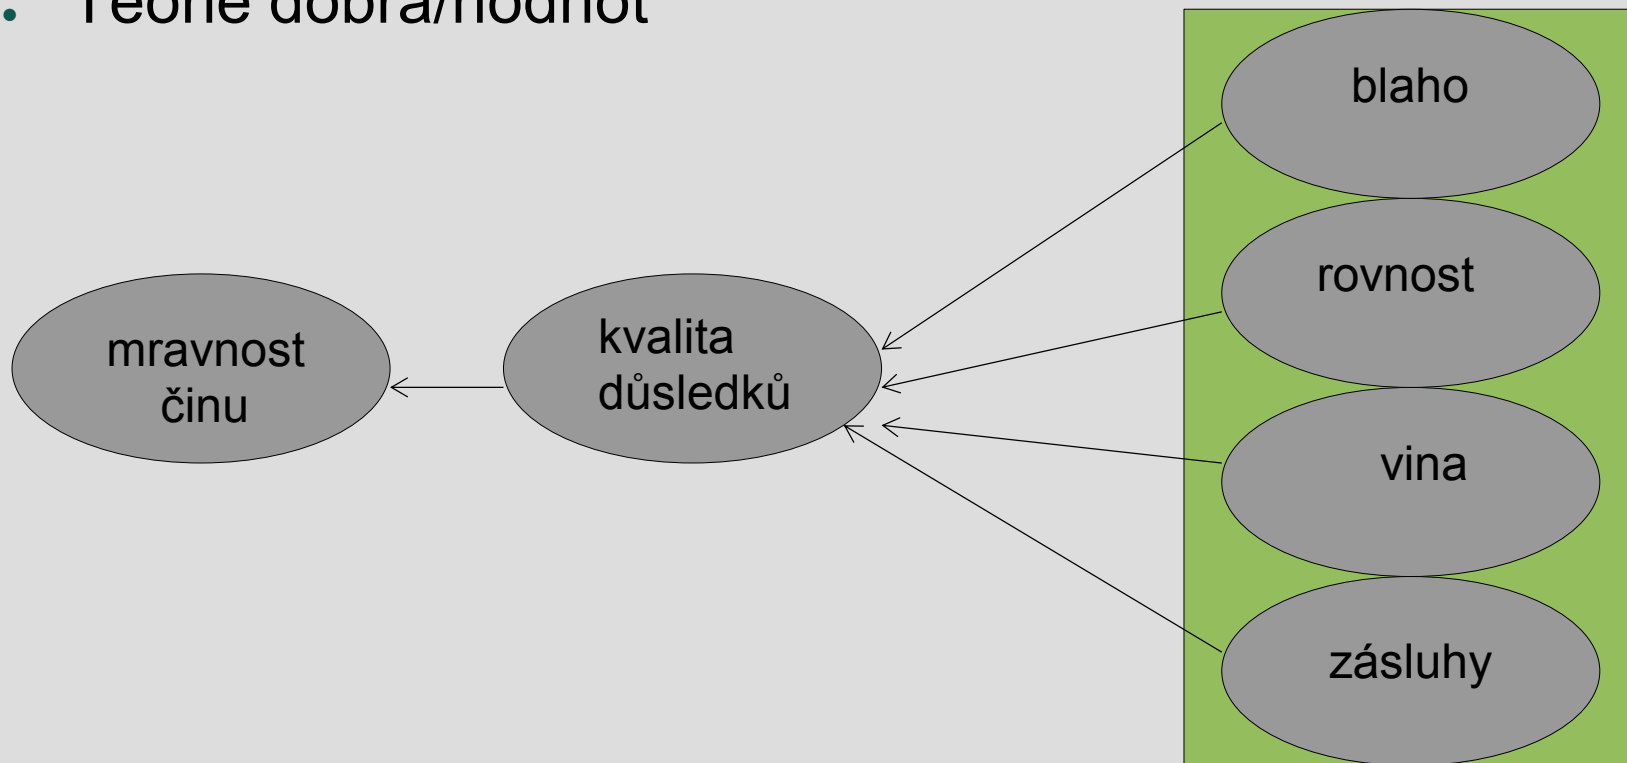 • Teorie dobra/hodnot
blaho
rovnost
mravnost
činu
kvalita
důsledků
vina
zásluhy